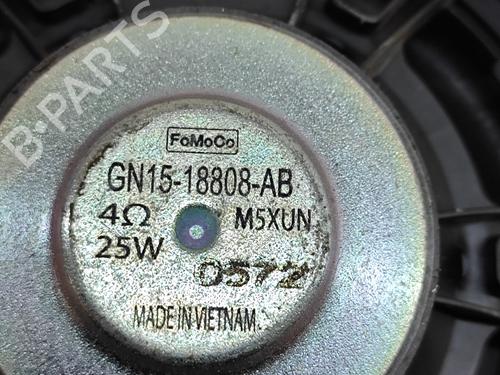 B-PARTS
FoMoCo
GN15-18808-AB
4Ω M5XUN
25W
0572
MADE IN VIETNAM.